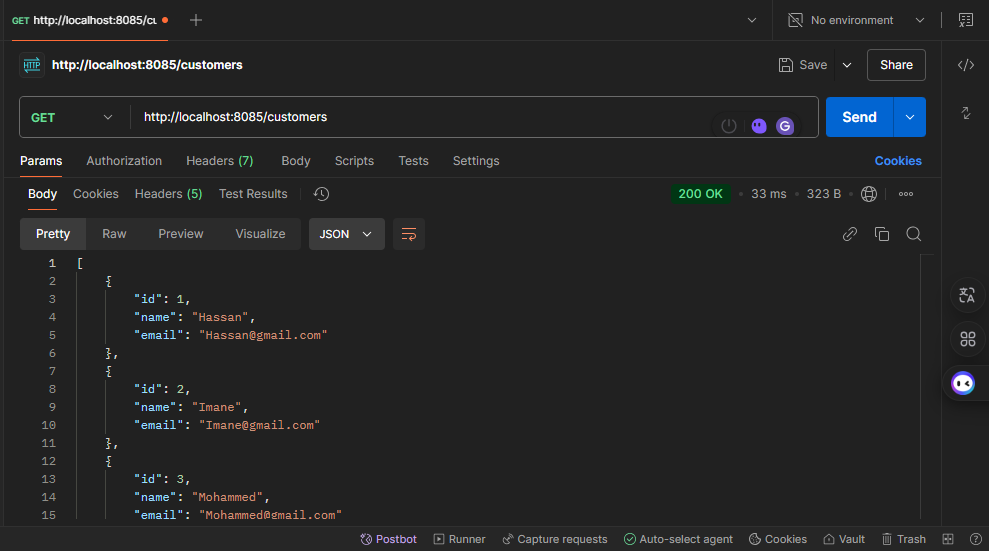 GET http://localhost:8085/cu
No environment
HTTP http://localhost:8085/customers
Save Share
GET http://localhost:8085/customers
G
Send
Params Authorization Headers (7) Body Scripts Tests Settings Cookies
Body Cookies Headers (5) Test Results 200 OK 33 ms 323 B
Pretty Raw Preview Visualize JSON
1 [
2 {
3 "id": 1,
4 "name": "Hassan",
5 "email": "Hassan@gmail.com"
6 },
7 {
8 "id": 2,
9 "name": "Imane",
10 "email": "Imane@gmail.com"
11 },
12 {
13 "id": 3,
14 "name": "Mohammed",
15 "email": "Mohammed@gmail.com"
Postbot Runner Capture requests Auto-select agent Cookies Vault Trash